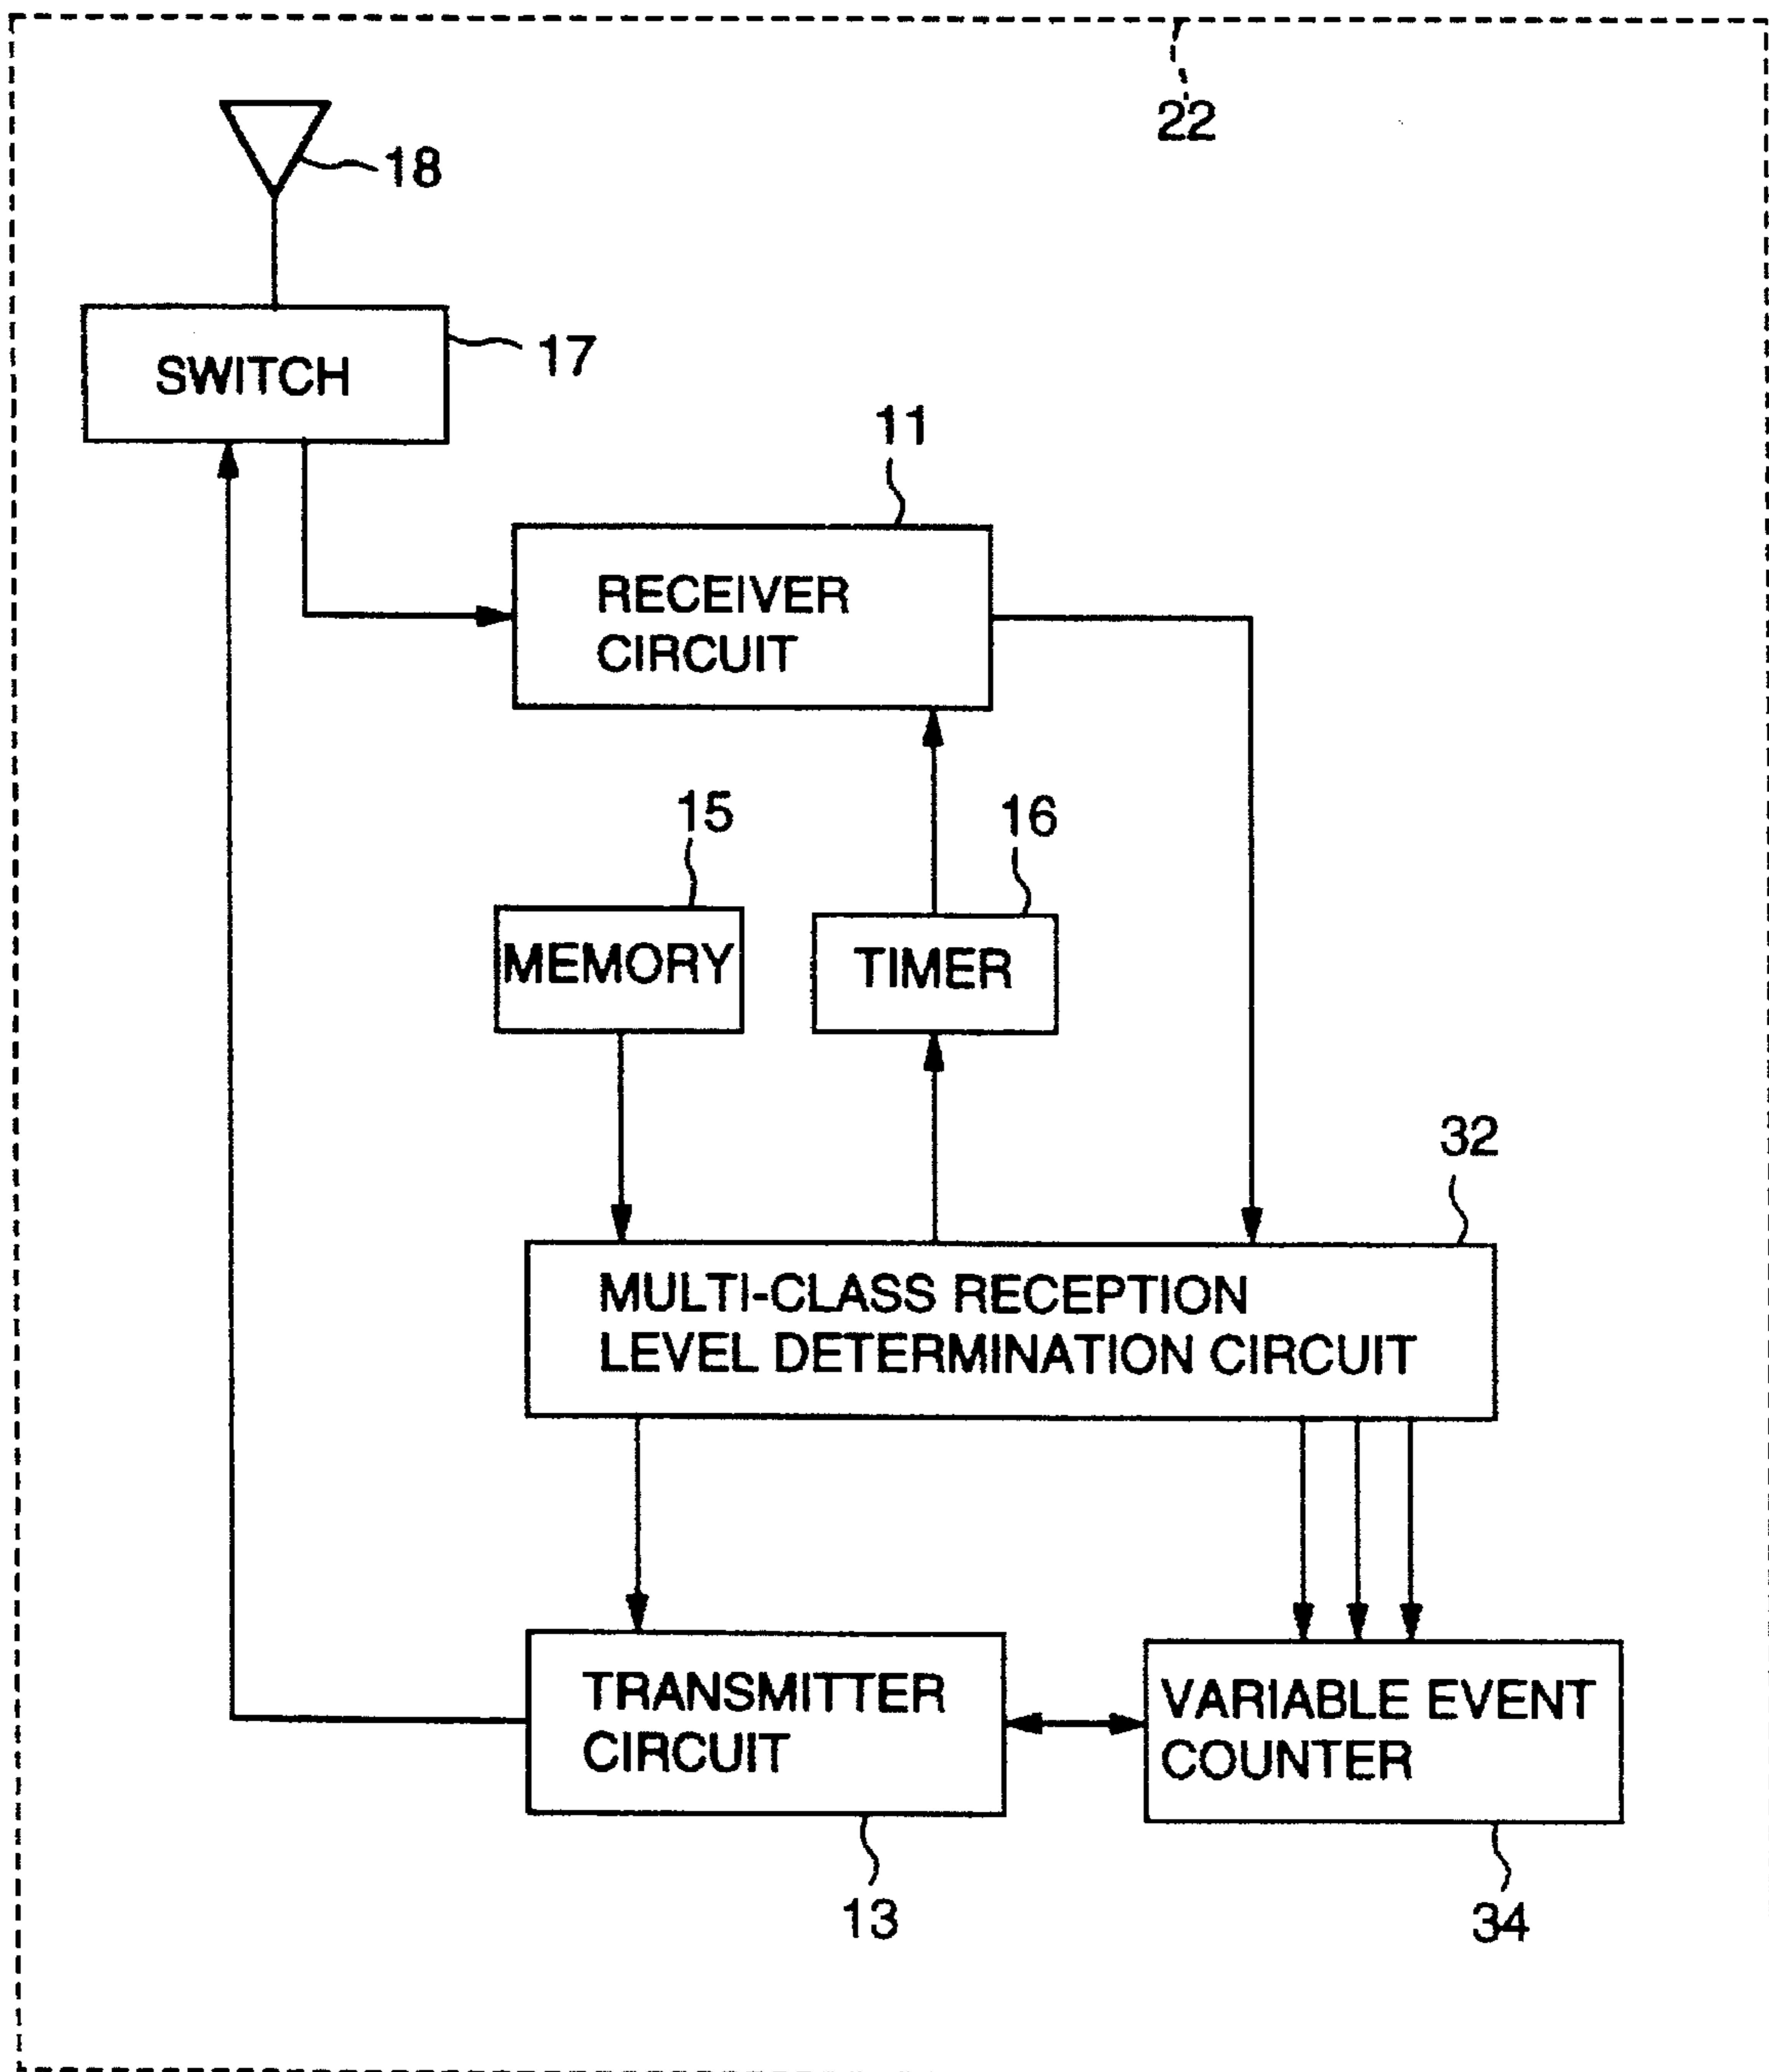 22
18
SWITCH
17
11
RECEIVER
CIRCUIT
15
16
MEMORY
TIMER
32
MULTI-CLASS RECEPTION
LEVEL DETERMINATION CIRCUIT
TRANSMITTER
CIRCUIT
VARIABLE EVENT
COUNTER
13
34